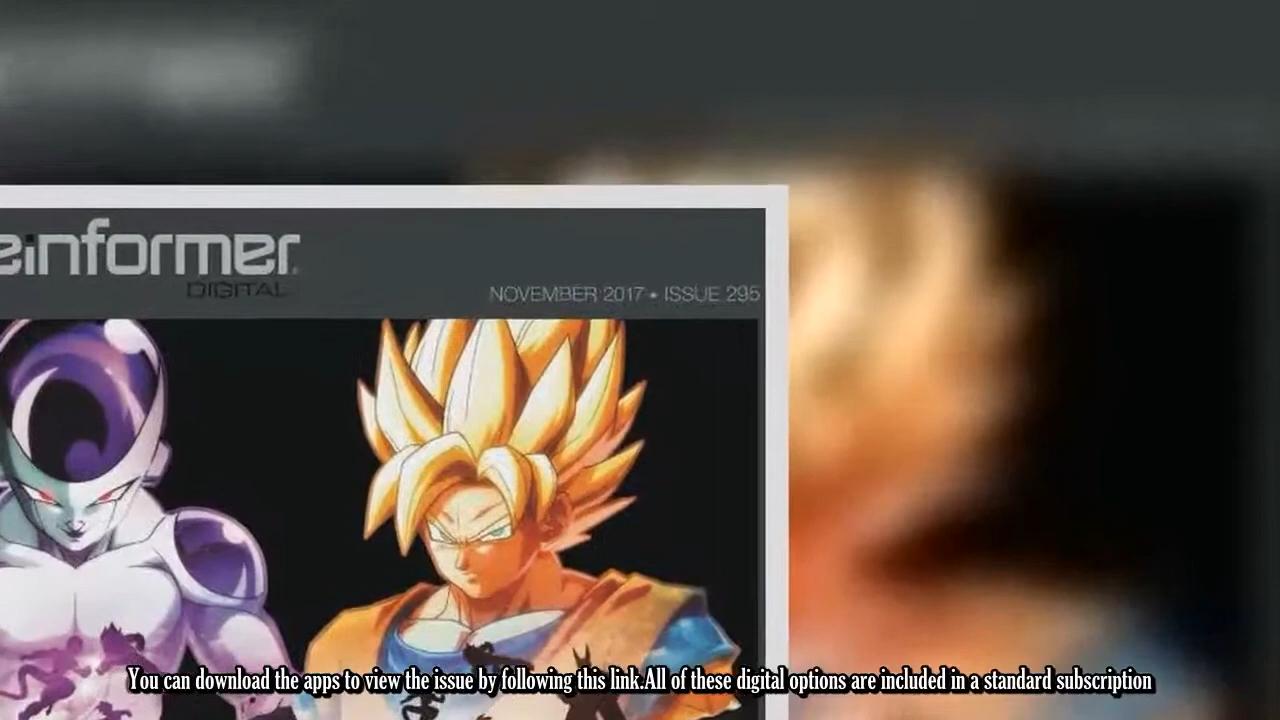 einformer
DIGITAL
NOVEMBER 2017 • ISSUE 295
You can download the apps to view the issue by following this link.All of these digital options are included in a standard subscription